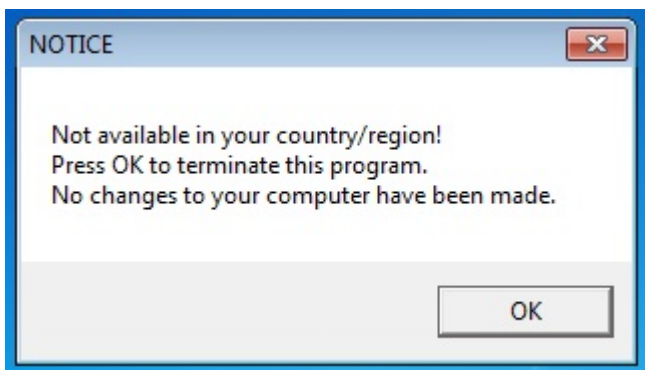 NOTICE
Not available in your country/region!
Press OK to terminate this program.
No changes to your computer have been made.
OK